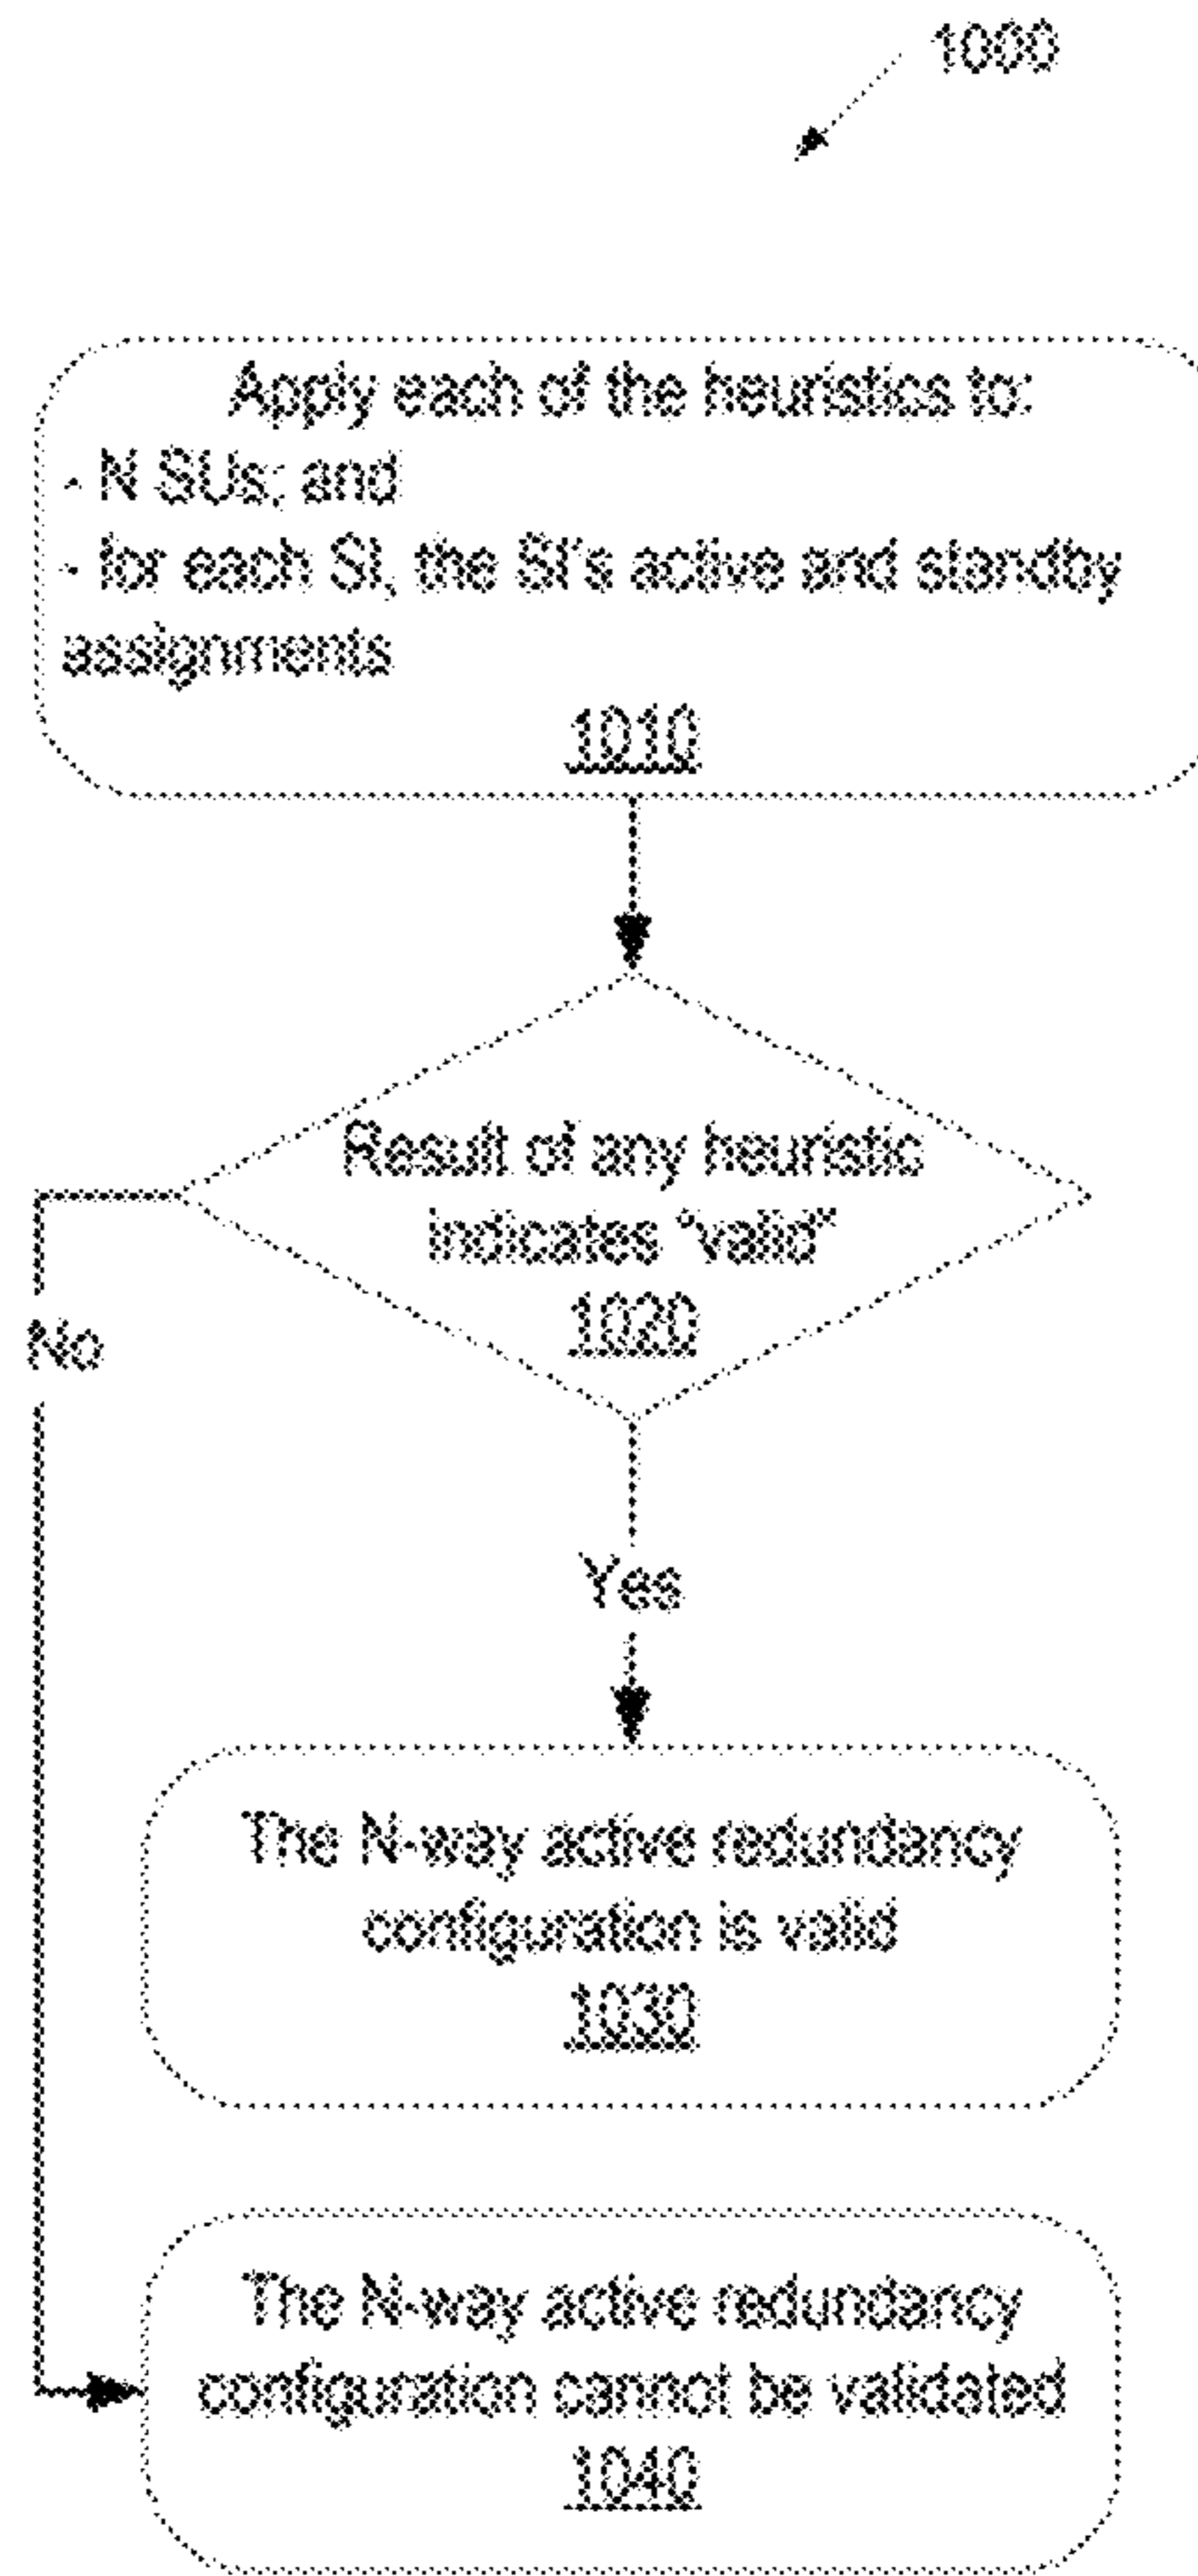 1000
Apply each of the heuristics to:
- N SUs; and
- for each SI, the SI's active and standby
assignments
1010
Result of any heuristic
indicates "valid"
1020
No
Yes
The N-way active redundancy
configuration is valid
1030
The N-way active redundancy
configuration cannot be validated
1040